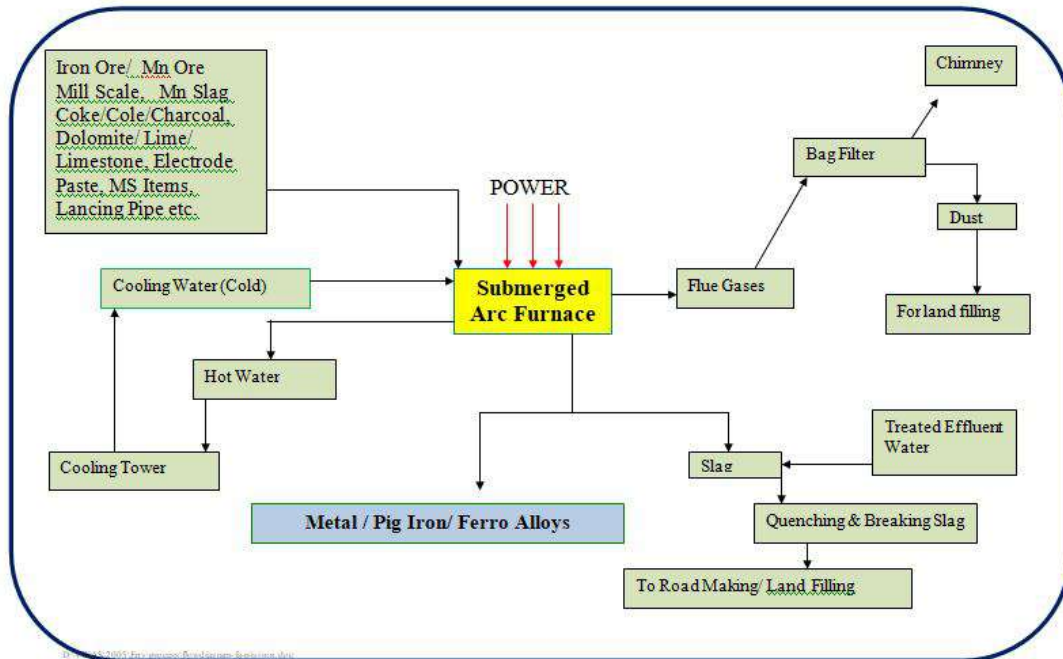 Iron Ore/ Mn Ore
Mill Scale, Mn Slag
Coke/Cole/Charcoal,
Dolomite/ Lime/
Limestone, Electrode
Paste, MS Items,
Lancing Pipe etc.
Chimney
Bag Filter
POWER
Dust
Cooling Water (Cold)
Submerged
Arc Furnace
Flue Gases
For land filling
Hot Water
Treated Effluent
Water
Cooling Tower
Slag
Metal / Pig Iron/ Ferro Alloys
Quenching & Breaking Slag
To Road Making/ Land Filling